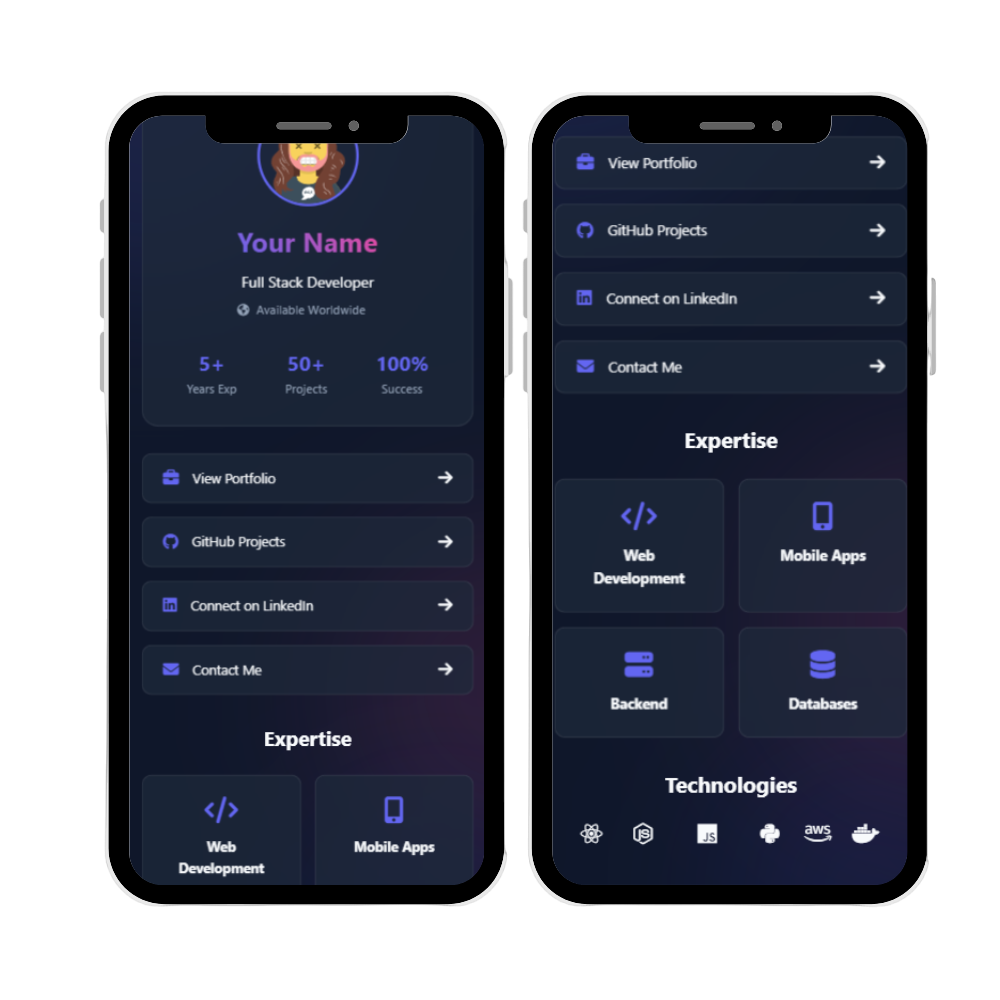 Your Name
Full Stack Developer
Available Worldwide
5+ 50+ 100%
Years Exp Projects Success
View Portfolio
GitHub Projects
Connect on LinkedIn
Contact Me
Expertise
Web
Development
Mobile Apps
View Portfolio
GitHub Projects
Connect on LinkedIn
Contact Me
Expertise
Web
Development
Mobile Apps
Backend
Databases
Technologies
JS
JS
aws